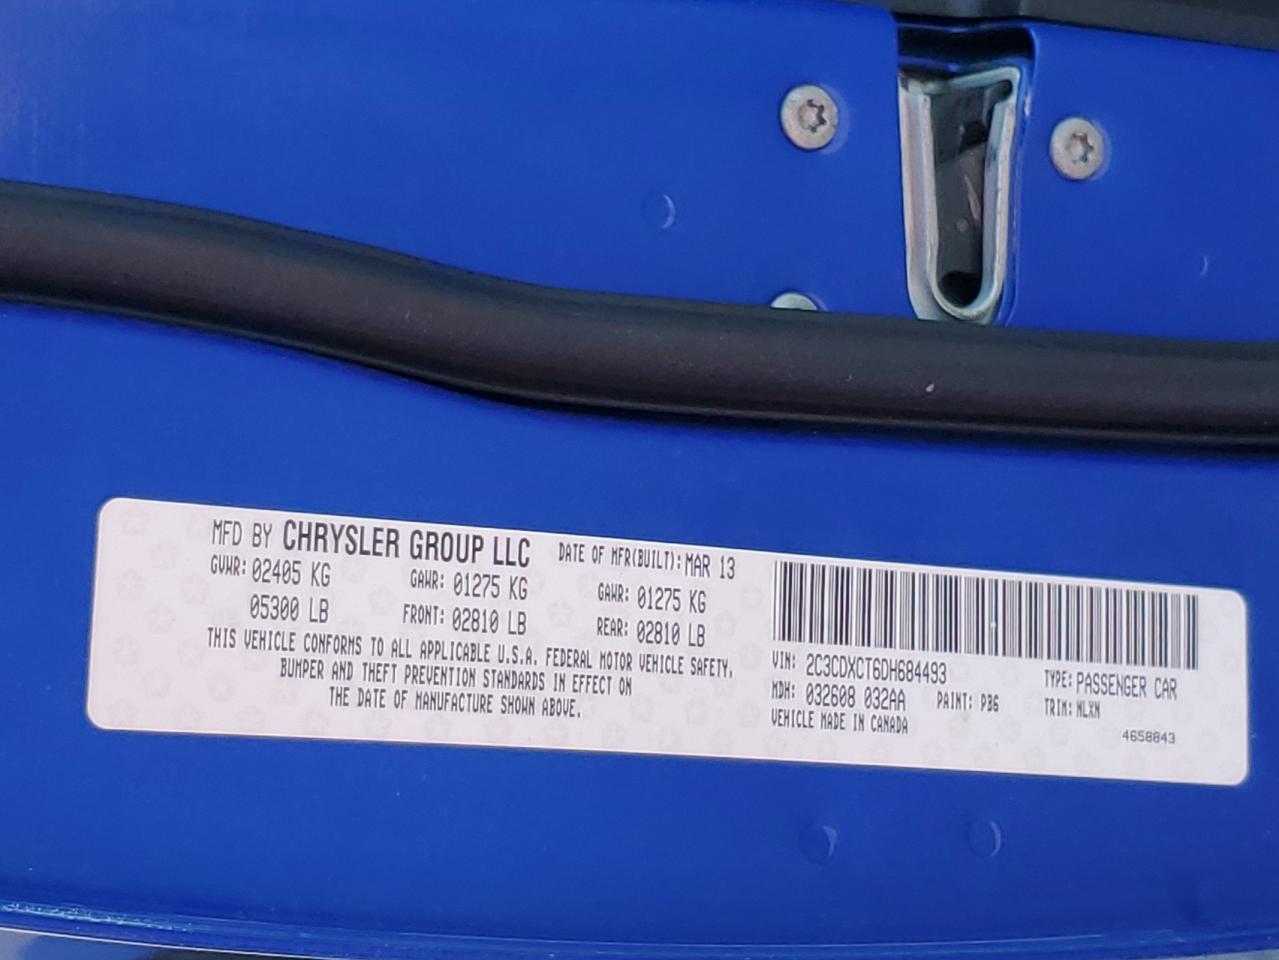 MFD BY CHRYSLER GROUP LLC DATE OF MFR(BUILT): MAR 13
GVWR: 02405 KG GAWR: 01275 KG GAWR: 01275 KG
05300 LB FRONT: 02810 LB REAR: 02810 LB
THIS VEHICLE CONFORMS TO ALL APPLICABLE U.S.A. FEDERAL MOTOR VEHICLE SAFETY,
BUMPER AND THEFT PREVENTION STANDARDS IN EFFECT ON
THE DATE OF MANUFACTURE SHOWN ABOVE.
VIN: 2C3CDXCT6DH684493 TYPE: PASSENGER CAR
MDH: 032608 032AA PAINT: PB6 TRIM: NLXN
VEHICLE MADE IN CANADA 4658843